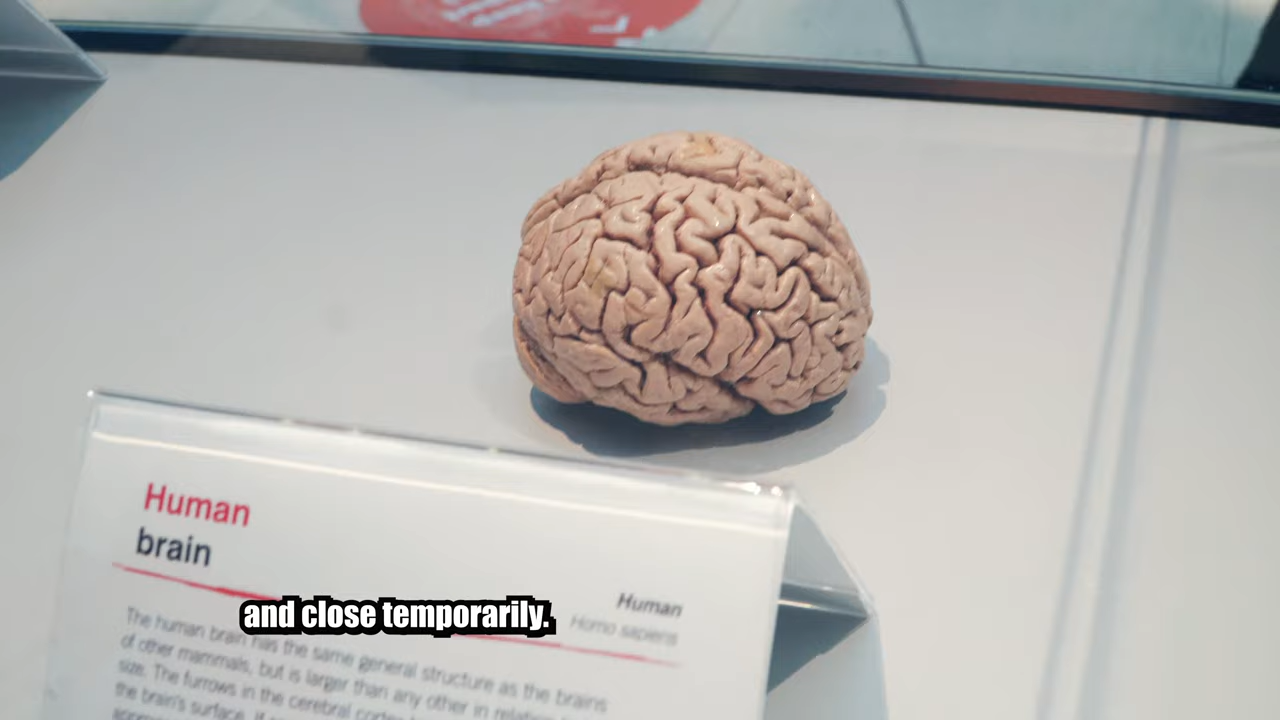 Human
brain
Human
Homo sapiens
and close temporarily.
The human brain has the same general structure as the brains
of other mammals, but is larger than any other in relation
size. The furrows in the cerebral
the brain's surface.